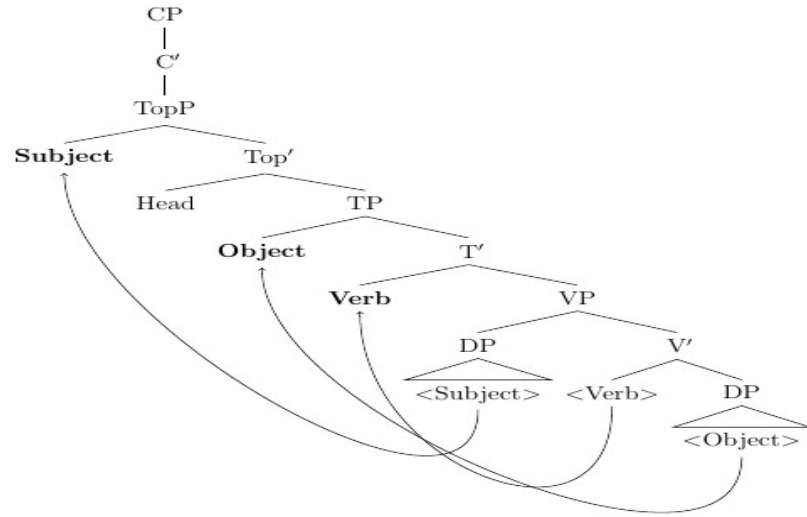 CP
C′
TopP
Subject Top′
Head TP
Object T′
Verb VP
DP V′
<Subject> <Verb> DP
<Object>